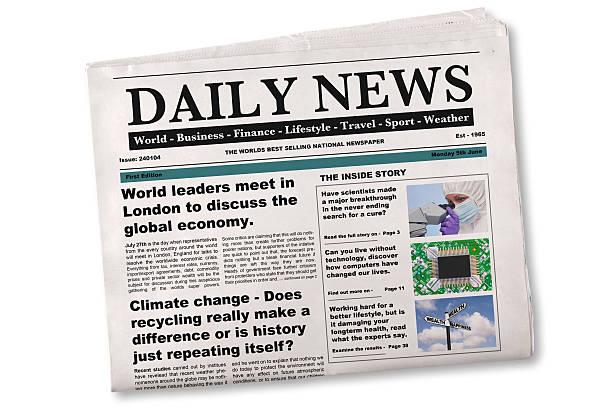 DAILY NEWS
World - Business - Finance - Lifestyle - Travel - Sport - Weather
Issue: 240104
THE WORLDS BEST SELLING NATIONAL NEWSPAPER
Est - 1965
First Edition
Monday 5th June
World leaders meet in
London to discuss the
global economy.
July 27th is the day when representatives
from the every country around the world
will meet in London, England for talks to
resolve the worldwide economic crisis.
Everything from tax, interest rates, currency,
import/export agreements, debt, commodity
prices and private sector wealth will be the
subject for discussion during this auspicious
gathering of the worlds super powers.
Some critics are claiming that this will do noth-
ing more than create further problems for
poorer nations, but supporters of the
are quick to point out that, the forecast pre-
dicts nothing but a bleak financial future if
things are left the way they are now.
Heads of government face further criticism
from protesters who state that they should get
their priorities in order and, continued on page 2
Climate change - Does
recycling really make a
difference or is history
just repeating itself?
Recent studies carried out by institutes
have revealed that recent weather phe-
nomenons around the globe may be noth-
ing more than nature behaving the way it
end he went on to explain that nothing we
do today to protect the environment will
have any effect on future atmospheric
conditions, or to ensure that our
THE INSIDE STORY
Have scientists made
a major breakthrough
in the never ending
search for a cure?
Read the full story on - Page 3
Can you live without
technology, discover
how computers have
changed our lives.
Find out more on - Page 11
Working hard for a
better lifestyle, but is
it damaging your
longterm health, read
what the experts say.
Examine the results - Page 38
HEALTH
WEALTH
HAPPINESS